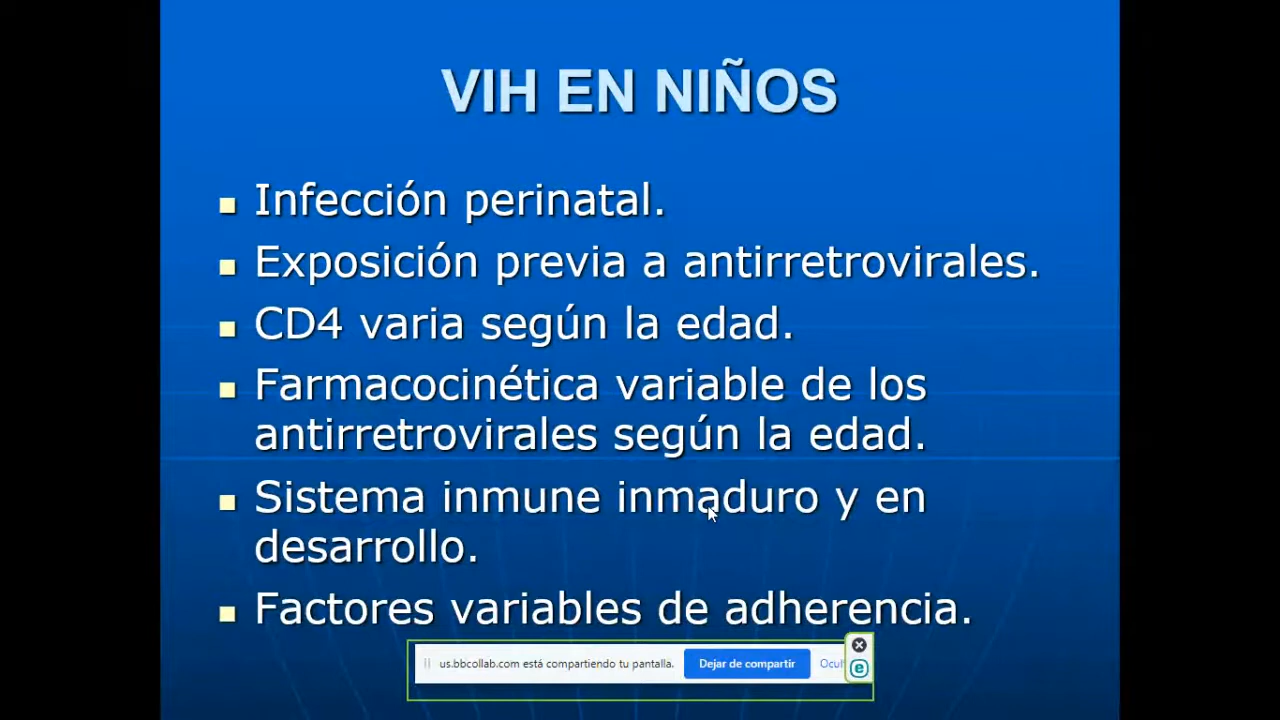 VIH EN NIÑOS
Infección perinatal.
Exposición previa a antirretrovirales.
CD4 varia según la edad.
Farmacocinética variable de los
antirretrovirales según la edad.
Sistema inmune inmaduro y en
desarrollo.
Factores variables de adherencia.
us.bbcollab.com está compartiendo tu pantalla. Dejar de compartir